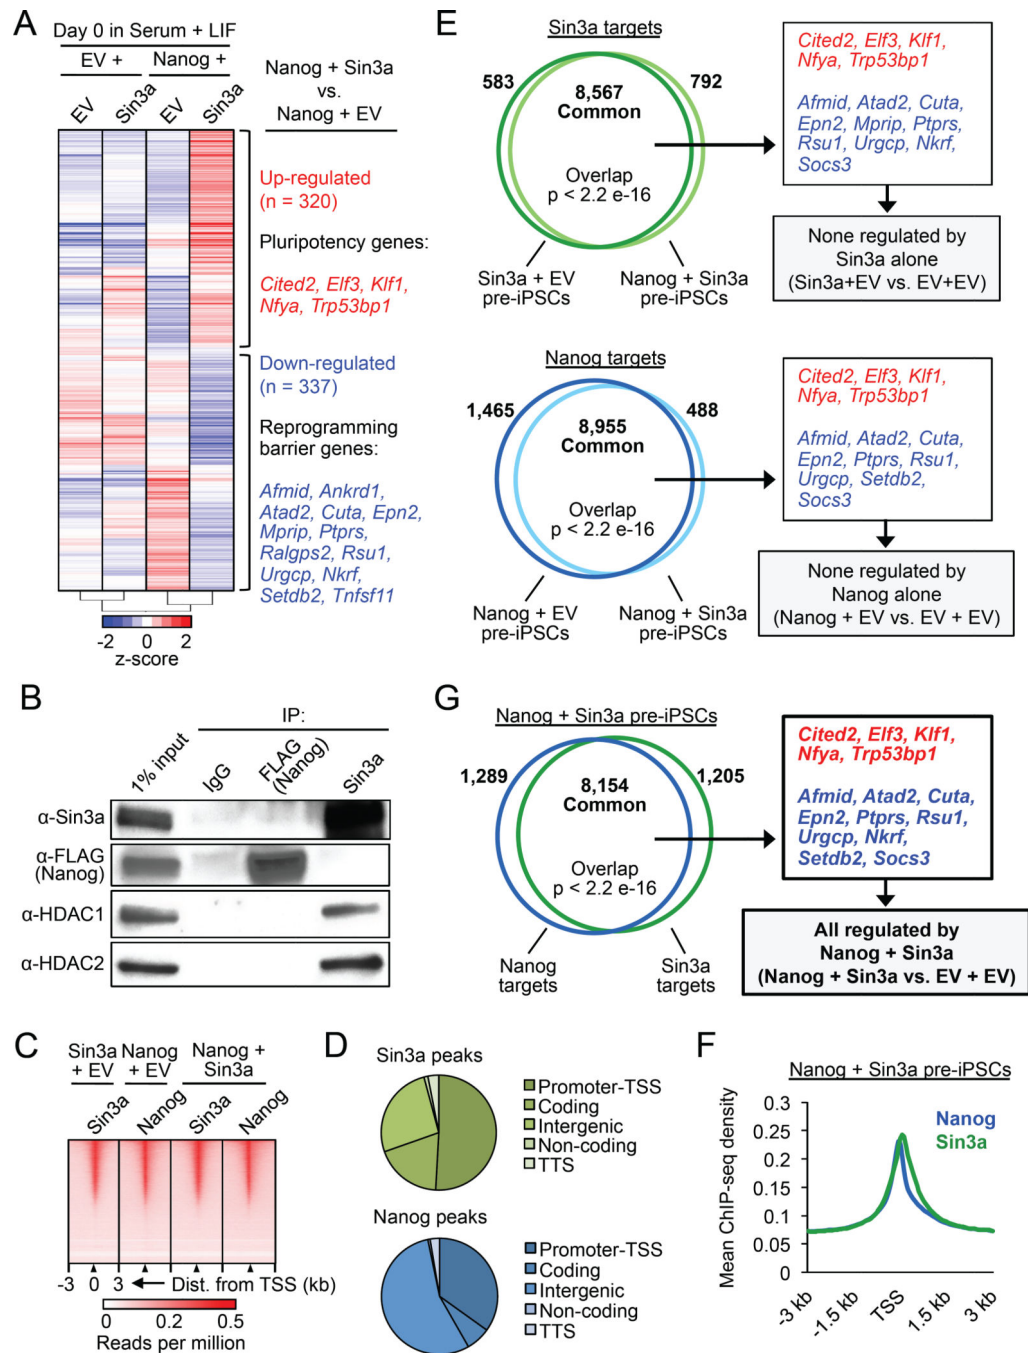 A
Day 0 in Serum + LIF
EV +
Nanog +
EV
Sin3a
EV
Sin3a
Nanog + Sin3a
vs.
Nanog + EV
Up-regulated
(n = 320)
Pluripotency genes:
Cited2, Elf3, Klf1,
Nfya, Trp53bp1
Down-regulated
(n = 337)
Reprogramming
barrier genes:
Afmid, Ankrd1,
Atad2, Cuta, Epn2,
Mprip, Ptprs,
Ralgps2, Rsu1,
Urgcp, Nkrf,
Setdb2, Tnfsf11
-2 0 2
z-score
B
IP:
1% input
IgG
FLAG
(Nanog)
Sin3a
α-Sin3a
α-FLAG
(Nanog)
α-HDAC1
α-HDAC2
C
Sin3a
+ EV
Nanog
+ EV
Nanog +
Sin3a
Sin3a
Nanog
Sin3a
Nanog
-3 0 3 Dist. from TSS (kb)
0 0.5
Reads per million
D
Sin3a peaks
Promoter-TSS
Coding
Intergenic
Non-coding
TTS
Nanog peaks
Promoter-TSS
Coding
Intergenic
Non-coding
TTS
E
Sin3a targets
583
8,567
Common
792
Overlap
p < 2.2 e-16
Sin3a + EV
pre-iPSCs
Nanog + Sin3a
pre-iPSCs
Cited2, Elf3, Klf1,
Nfya, Trp53bp1
Afmid, Atad2, Cuta,
Epn2, Mprip, Ptprs,
Rsu1, Urgcp, Nkrf,
Socs3
None regulated by
Sin3a alone
(Sin3a+EV vs. EV+EV)
Nanog targets
1,465
8,955
Common
488
Overlap
p < 2.2 e-16
Nanog + EV
pre-iPSCs
Nanog + Sin3a
pre-iPSCs
Cited2, Elf3, Klf1,
Nfya, Trp53bp1
Afmid, Atad2, Cuta,
Epn2, Ptprs, Rsu1,
Urgcp, Setdb2,
Socs3
None regulated by
Nanog alone
(Nanog + EV vs. EV + EV)
G
Nanog + Sin3a pre-iPSCs
1,289
8,154
Common
1,205
Overlap
p < 2.2 e-16
Nanog
targets
Sin3a
targets
Cited2, Elf3, Klf1,
Nfya, Trp53bp1
Afmid, Atad2, Cuta,
Epn2, Ptprs, Rsu1,
Urgcp, Nkrf,
Setdb2, Socs3
All regulated by
Nanog + Sin3a
(Nanog + Sin3a vs. EV + EV)
F
Nanog + Sin3a pre-iPSCs
Mean ChIP-seq density
0.3
0.25
0.2
0.15
0.1
0.05
0
Nanog
Sin3a
-3 kb
-1.5 kb
TSS
1.5 kb
3 kb